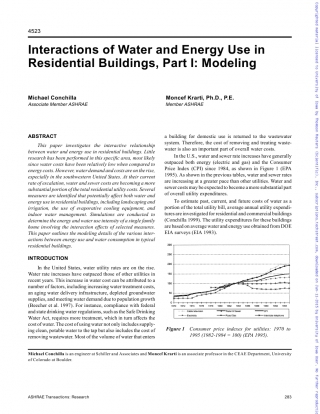 4523
Interactions of Water and Energy Use in
Residential Buildings, Part I: Modeling
Michael Conchilla
Associate Member ASHRAE
Moncef Krarti, Ph.D., P.E.
Member ASHRAE
ABSTRACT
This paper investigates the interactive relationship
between water and energy use in residential buildings. Little
research has been performed in this specific area, most likely
since water costs have been relatively low when compared to
energy costs. However, water demand and costs are on the rise,
especially in the southwestern United States. At their current
rate of escalation, water and sewer costs are becoming a more
substantial portion of the total residential utility costs. Several
measures are identified that potentially affect both water and
energy use in residential buildings, including landscaping and
irrigation, the use of evaporative cooling equipment, and
indoor water management. Simulations are conducted to
determine the energy and water use intensity of a single family
home involving the interaction effects of selected measures.
This paper outlines the modeling details of the various inter-
actions between energy use and water consumption in typical
residential buildings.
INTRODUCTION
In the United States, water utility rates are on the rise.
Water rate increases have outpaced those of other utilities in
recent years. This increase in water cost can be attributed to a
number of factors, including increasing water treatment costs,
an aging water delivery infrastructure, depleted groundwater
supplies, and meeting water demand due to population growth
(Beecher et al. 1997). For instance, compliance with federal
and state drinking water regulations, such as the Safe Drinking
Water Act, requires more treatment, which in turn affects the
cost of water. The cost of using water not only includes supply-
ing clean, potable water to the tap but also includes the cost of
removing wastewater. Most of the volume of water that enters
a building for domestic use is returned to the wastewater
system. Therefore, the cost of removing and treating waste-
water is also an important part of overall water costs.
In the U.S., water and sewer rate increases have generally
outpaced both energy (electric and gas) and the Consumer
Price Index (CPI) since 1984, as shown in Figure 1 (EPA
1995). As shown in the previous tables, water and sewer rates
are increasing at a greater pace than other utilities. Water and
sewer costs may be expected to become a more substantial part
of overall utility expenditures.
To estimate past, current, and future costs of water as a
portion of the total utility bill, average annual utility expendi-
tures are investigated for residential and commercial buildings
(Conchilla 1999). The utility expenditures for these buildings
are based on average water and energy use obtained from DOE
EIA surveys (EIA 1993).
Figure 1 Consumer price indexes for utilities: 1970 to
1995 (1982-1984 = 100) (EPA 1995).
Michael Conchilla is an engineer at Schiller and Associates and Moncef Krarti is an associate professor in the CEAE Department, University
of Colorado at Boulder.
ASHRAE Transactions: Research